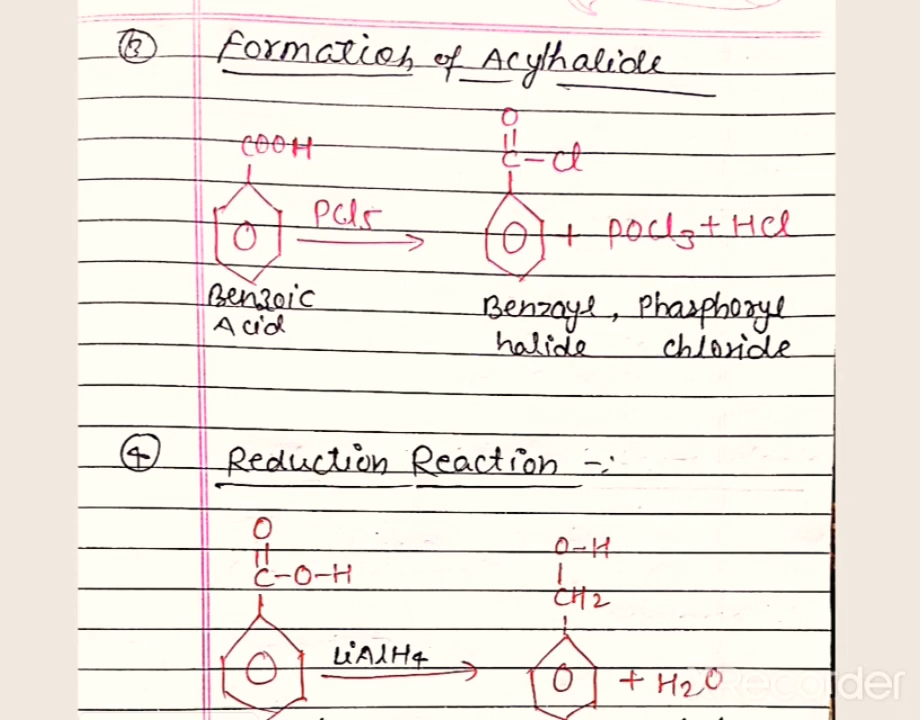 ③ Formation of Acylhalide
O
COOH
||
C-Cl
PCl5
+ POCl3 + HCl
Benzoic
Acid
Benzoyl, Phasphoryl
halide chloride
④ Reduction Reaction -:
O
||
C-O-H
O-H
|
CH2
LiAlH4
+ H2O